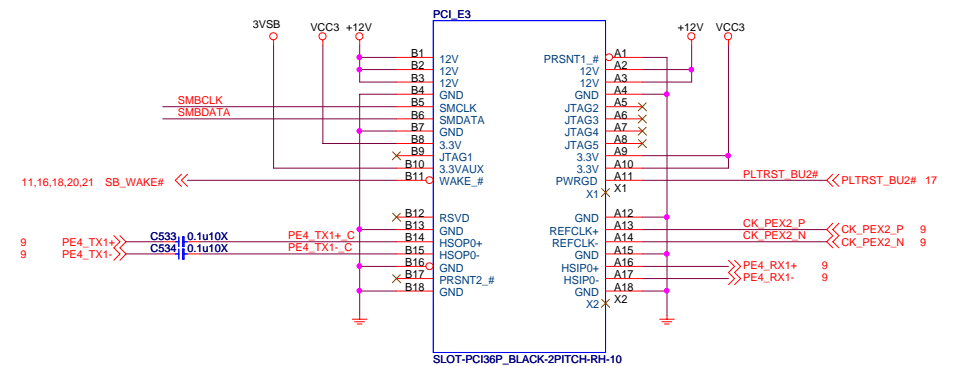 PCI_E3
3VSB VCC3 +12V +12V VCC3
B1 12V PRSNT1_# A1
B2 12V 12V A2
B3 12V 12V A3
B4 GND GND A4
SMBCLK B5 SMCLK JTAG2 A5
SMBDATA B6 SMDATA JTAG3 A6
B7 GND JTAG4 A7
B8 3.3V JTAG5 A8
B9 JTAG1 3.3V A9
B10 3.3VAUX 3.3V A10
11,16,18,20,21 SB_WAKE# B11 WAKE_# PWRGD A11 PLTRST_BU2# PLTRST_BU2# 17
X1 X1
B12 RSVD GND A12
B13 GND REFCLK+ A13 CK_PEX2_P CK_PEX2_P 9
9 PE4_TX1+ C533 0.1u10X PE4_TX1+_C B14 HSOP0+ REFCLK- A14 CK_PEX2_N CK_PEX2_N 9
9 PE4_TX1- C534 0.1u10X PE4_TX1-_C B15 HSOP0- GND A15
B16 GND HSIP0+ A16 PE4_RX1+ 9
B17 PRSNT2_# HSIP0- A17 PE4_RX1- 9
B18 GND GND A18
X2 X2
SLOT-PCI36P_BLACK-2PITCH-RH-10